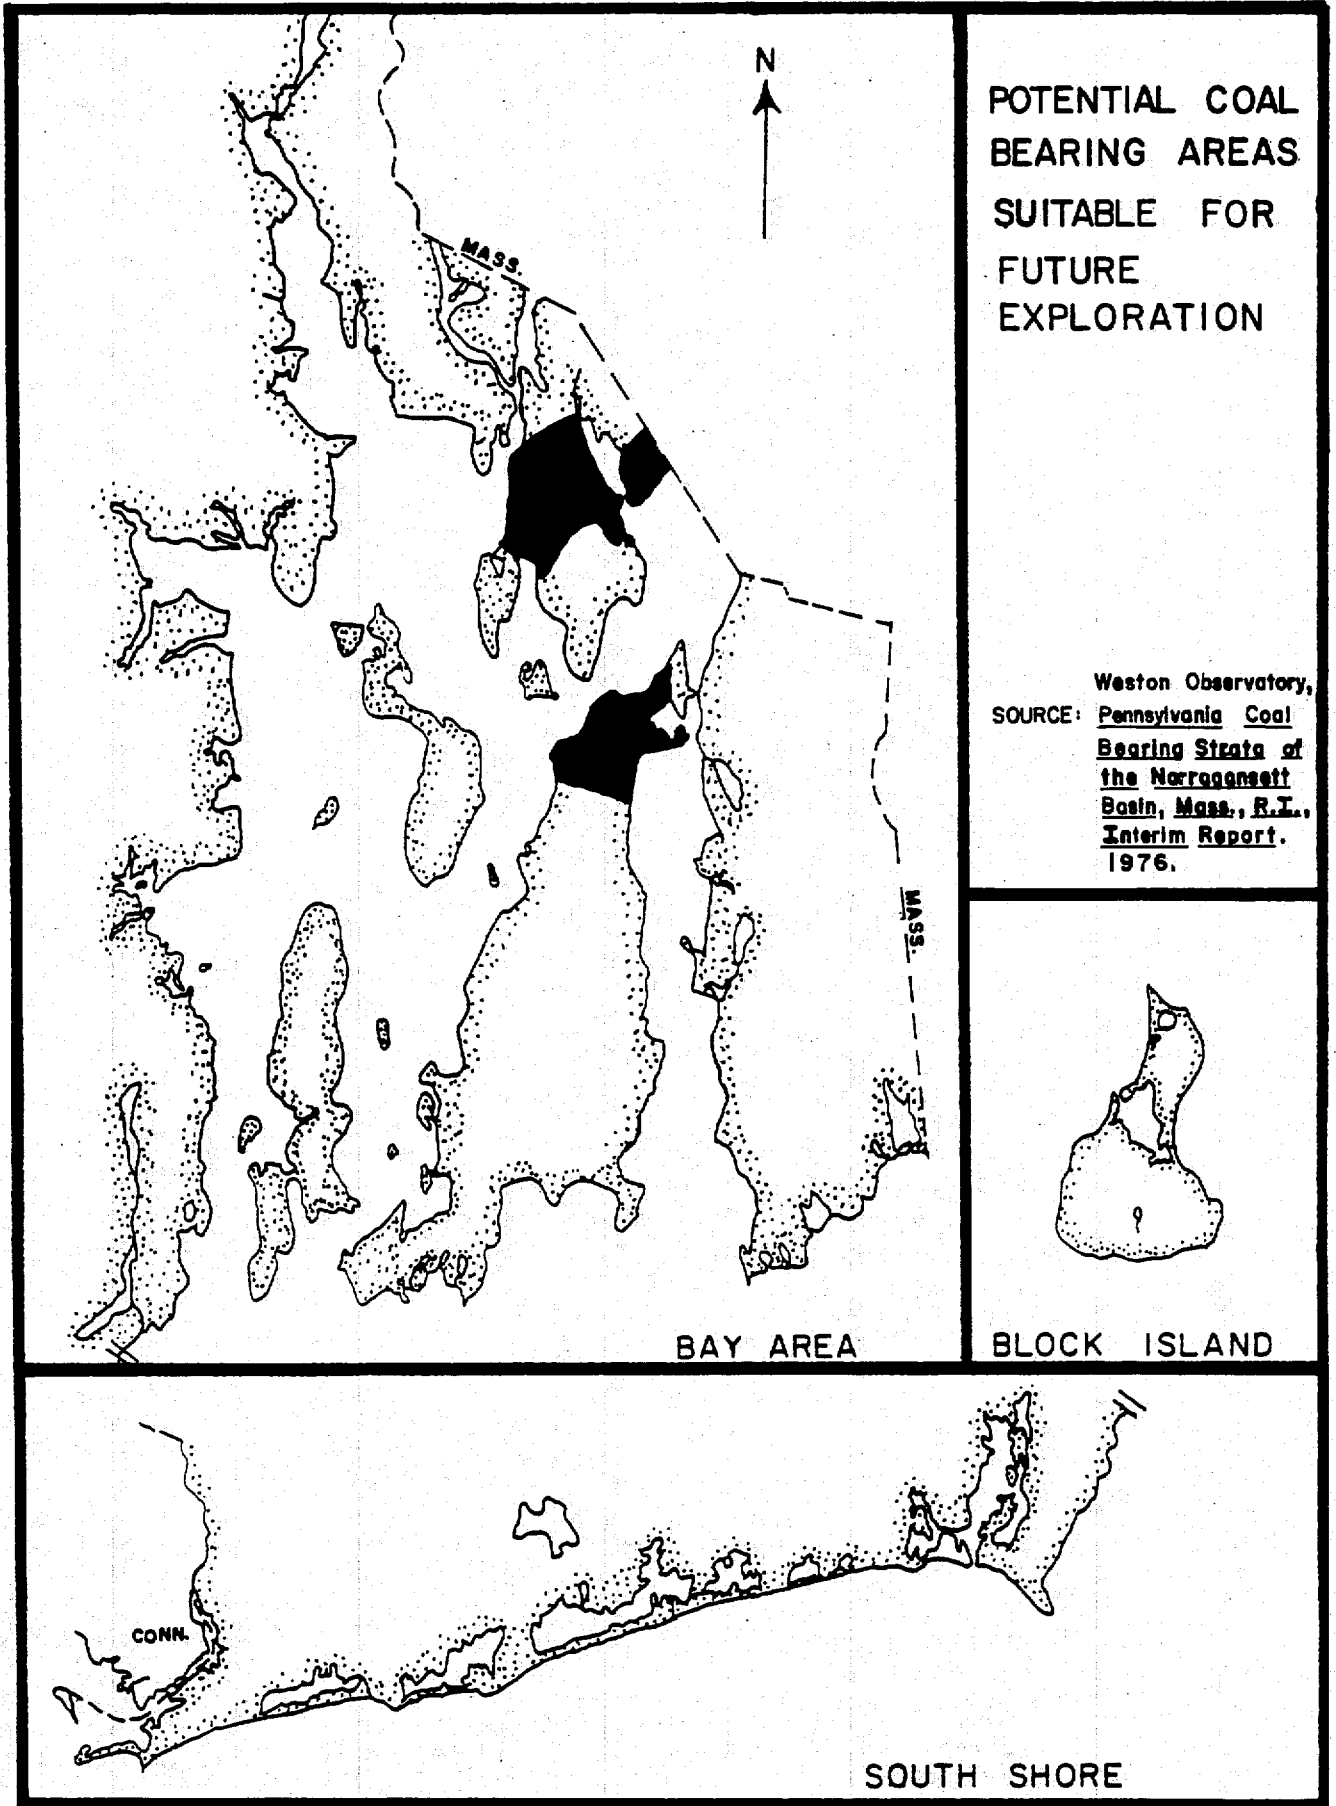 N
MASS.
MASS.
BAY AREA
POTENTIAL COAL
BEARING AREAS
SUITABLE FOR
FUTURE
EXPLORATION
Weston Observatory,
SOURCE: Pennsylvania Coal
Bearing Strata of
the Narragansett
Basin, Mass., R.I.,
Interim Report.
1976.
BLOCK ISLAND
CONN.
SOUTH SHORE